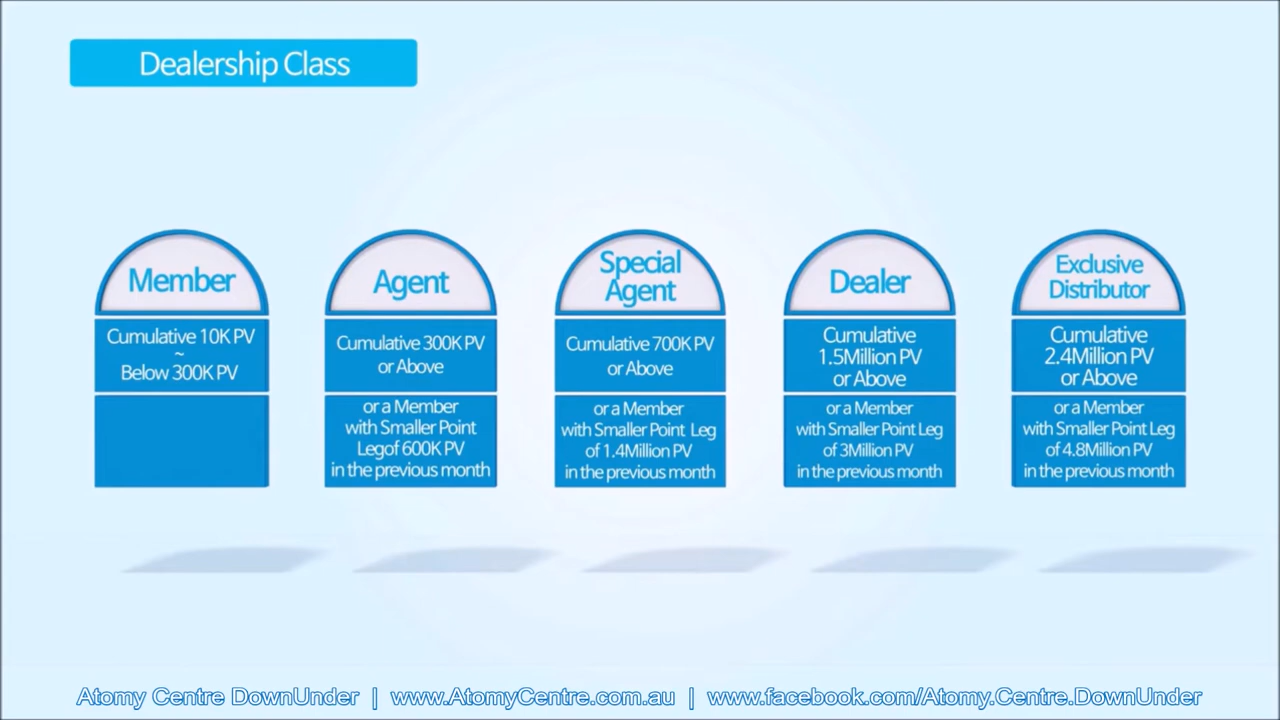 Dealership Class
Member
Cumulative 10K PV
~
Below 300K PV
Agent
Cumulative 300K PV
or Above
or a Member
with Smaller Point
Legof 600K PV
in the previous month
Special
Agent
Cumulative 700K PV
or Above
or a Member
with Smaller Point Leg
of 1.4Million PV
in the previous month
Dealer
Cumulative
1.5Million PV
or Above
or a Member
with Smaller Point Leg
of 3Million PV
in the previous month
Exclusive
Distributor
Cumulative
2.4Million PV
or Above
or a Member
with Smaller Point Leg
of 4.8Million PV
in the previous month
Atomy Centre DownUnder | www.AtomyCentre.com.au | www.facebook.com/Atomy.Centre.DownUnder